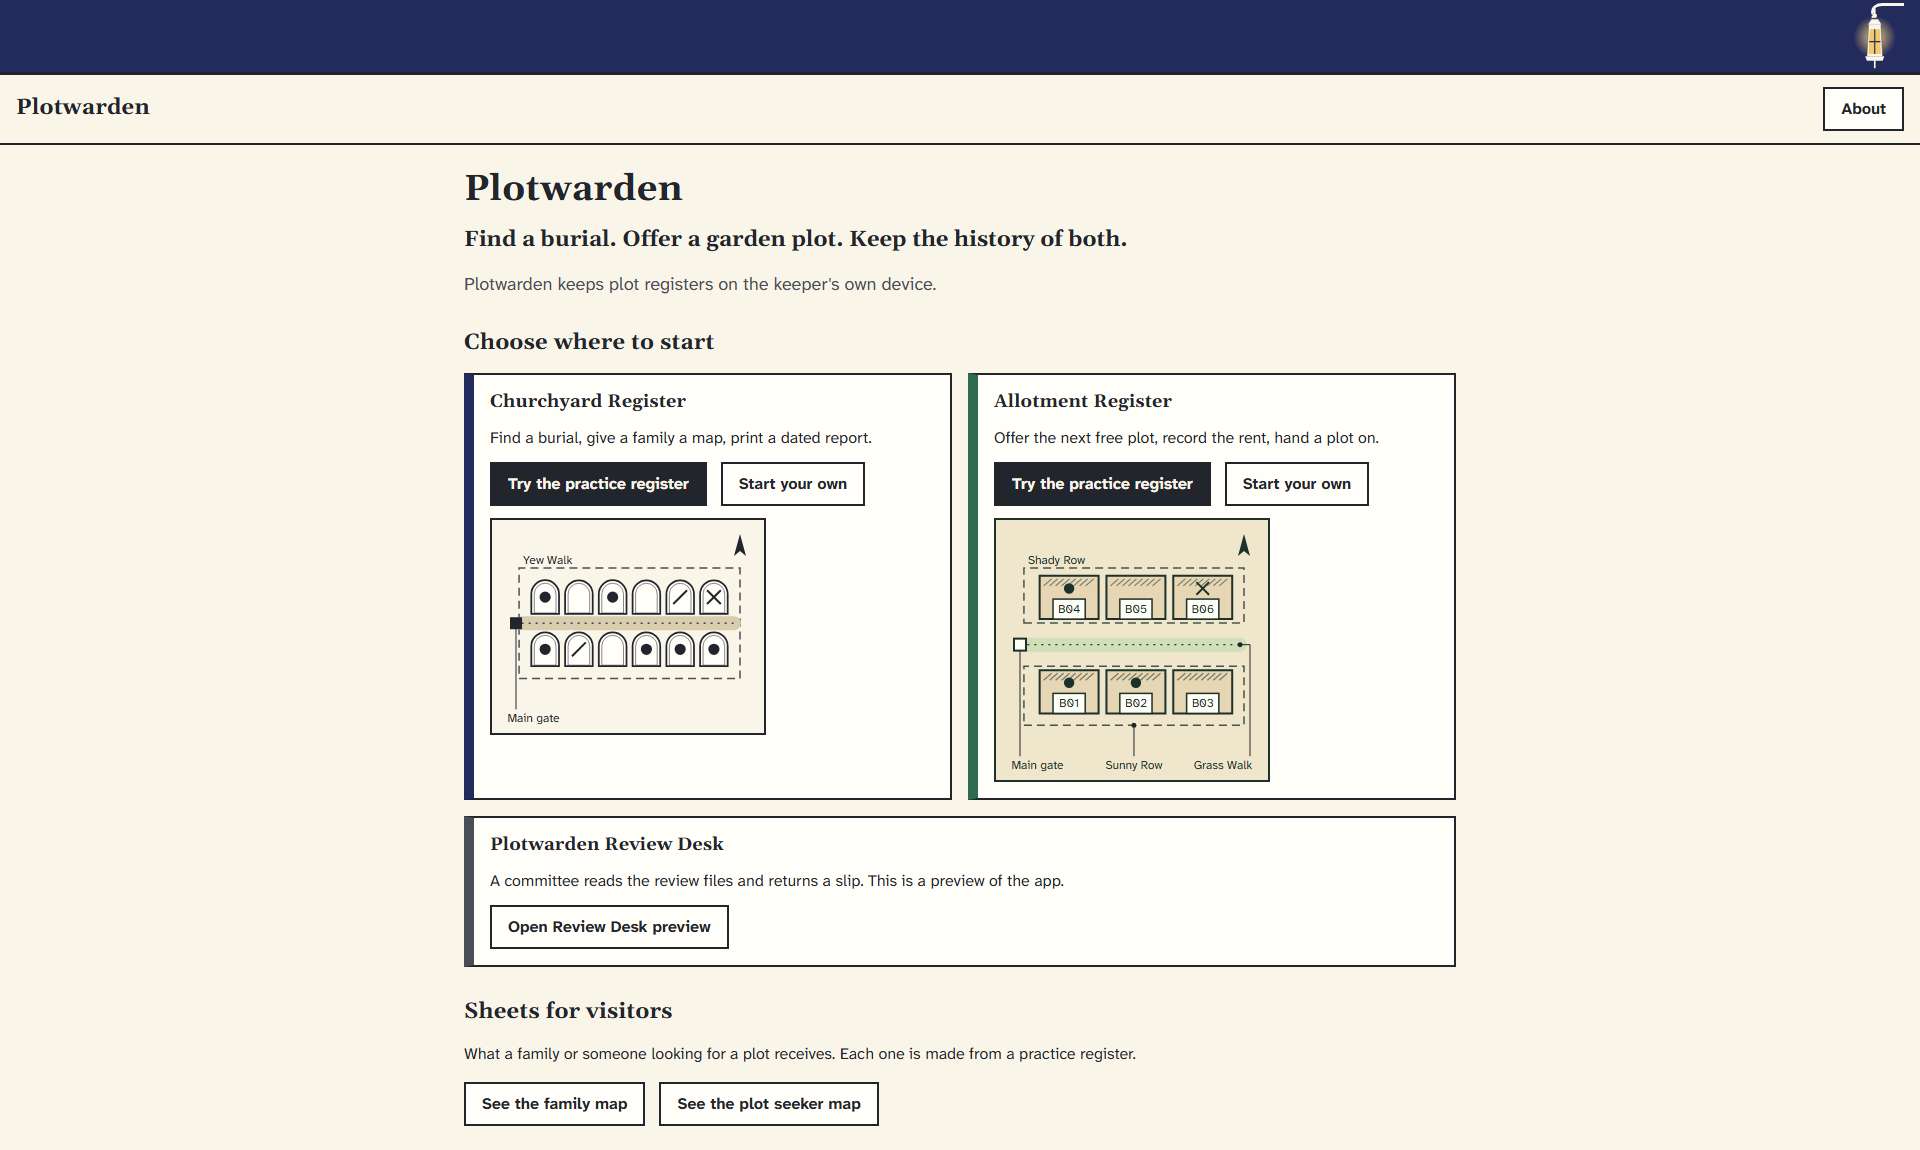 Plotwarden
About
Plotwarden
Find a burial. Offer a garden plot. Keep the history of both.
Plotwarden keeps plot registers on the keeper's own device.
Choose where to start
Churchyard Register
Find a burial, give a family a map, print a dated report.
Try the practice register
Start your own
Yew Walk
Main gate
Allotment Register
Offer the next free plot, record the rent, hand a plot on.
Try the practice register
Start your own
Shady Row
B04
B05
B06
B01
B02
B03
Main gate
Sunny Row
Grass Walk
Plotwarden Review Desk
A committee reads the review files and returns a slip. This is a preview of the app.
Open Review Desk preview
Sheets for visitors
What a family or someone looking for a plot receives. Each one is made from a practice register.
See the family map
See the plot seeker map